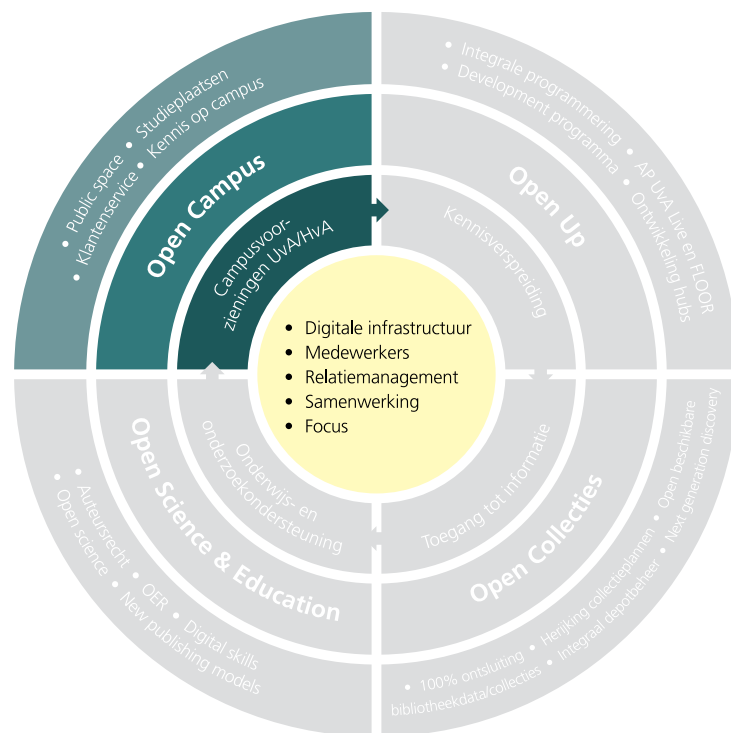 • Public space • Studieplaatsen
• Klantenservice • Kennis op campus
Open Campus
Campusvoor-
zieningen UvA/HvA
• Integrale programmering • AP UvA Live en FLOOR
• Development programma • Ontwikkeling hubs
Open Up
Kennisverspreiding
• Digitale infrastructuur
• Medewerkers
• Relatiemanagement
• Samenwerking
• Focus
Onderwijs- en
onderzoekondersteuning
Open Science & Education
• Auteursrecht • OER • Digital skills
• Open science • New publishing models
Toegang tot informatie
Open Collecties
• 100% ontsluiting • Herijking collectieplannen • Open beschikbare
bibliotheekdata/collecties • Integraal depotbeheer • Next generation discovery